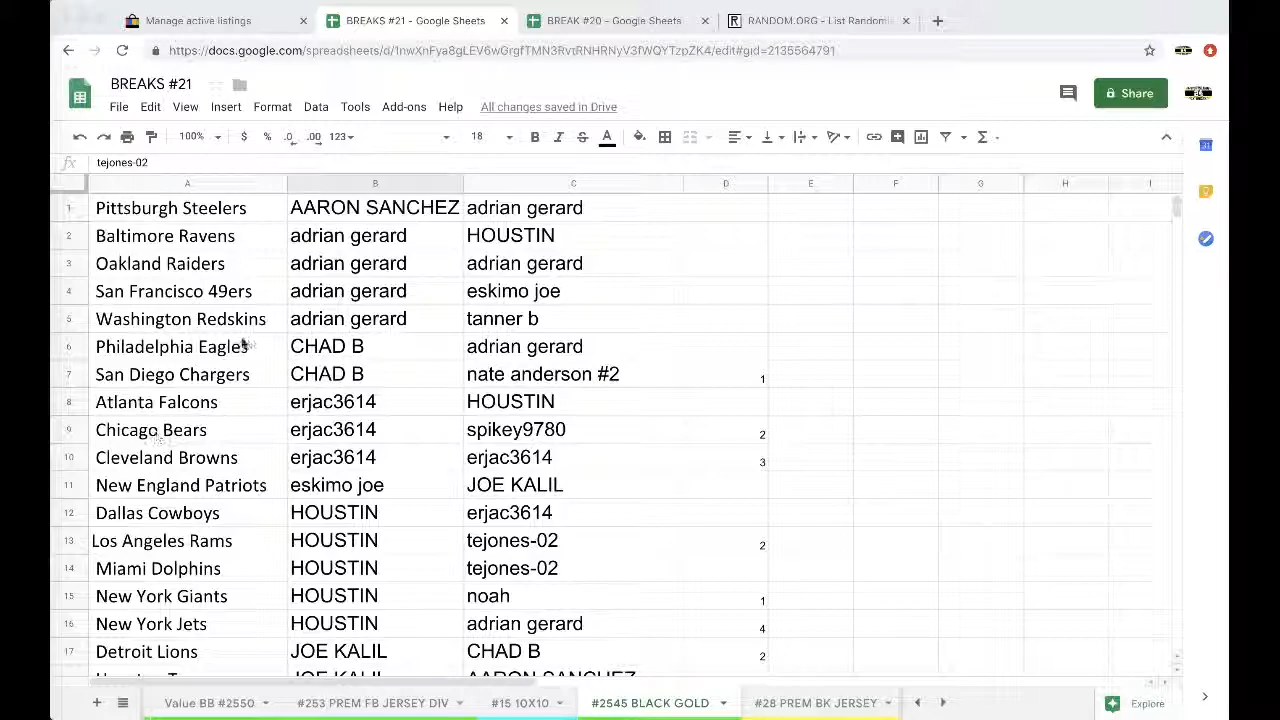 Manage active listings × BREAKS #21 - Google Sheets × BREAK #20 - Google Sheets × RANDOM.ORG - List Randomi ×
BREAKS #21
File Edit View Insert Format Data Tools Add-ons Help All changes saved in Drive
Share
100% $ % .0 .00 123 18 B I S A
fx tejones-02
A B C D E F G H I
1 Pittsburgh Steelers AARON SANCHEZ adrian gerard
2 Baltimore Ravens adrian gerard HOUSTIN
3 Oakland Raiders adrian gerard adrian gerard
4 San Francisco 49ers adrian gerard eskimo joe
5 Washington Redskins adrian gerard tanner b
6 Philadelphia Eagles CHAD B adrian gerard
7 San Diego Chargers CHAD B nate anderson #2 1
8 Atlanta Falcons erjac3614 HOUSTIN
9 Chicago Bears erjac3614 spikey9780 2
10 Cleveland Browns erjac3614 erjac3614 3
11 New England Patriots eskimo joe JOE KALIL
12 Dallas Cowboys HOUSTIN erjac3614
13 Los Angeles Rams HOUSTIN tejones-02 2
14 Miami Dolphins HOUSTIN tejones-02
15 New York Giants HOUSTIN noah 1
16 New York Jets HOUSTIN adrian gerard 4
17 Detroit Lions JOE KALIL CHAD B 2
Value BB #2550 #253 PREM FB JERSEY DIV #15 10X10 #2545 BLACK GOLD #28 PREM BK JERSEY Explore